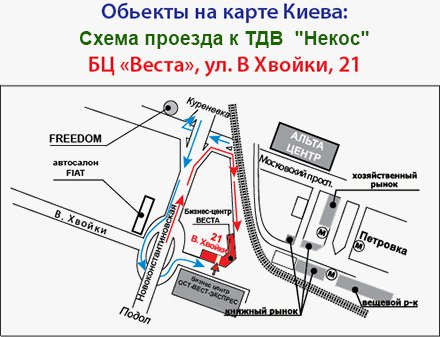 Обьекты на карте Киева:
Схема проезда к ТДВ "Некос"
БЦ «Веста», ул. В Хвойки, 21
Куреневка
FREEDOM
автосалон
FIAT
АЛЬТА
ЦЕНТР
Московский просп.
хозяйственный
рынок
В. Хвойки
Новоконстантиновская
Бизнес-центр
ВЕСТА
21
В. Хвойки
М
Петровка
М
Бизнес центр
ОСТ-ВЕСТ-ЭКСПРЕС
книжный рынок
вещевой р-к
Подол